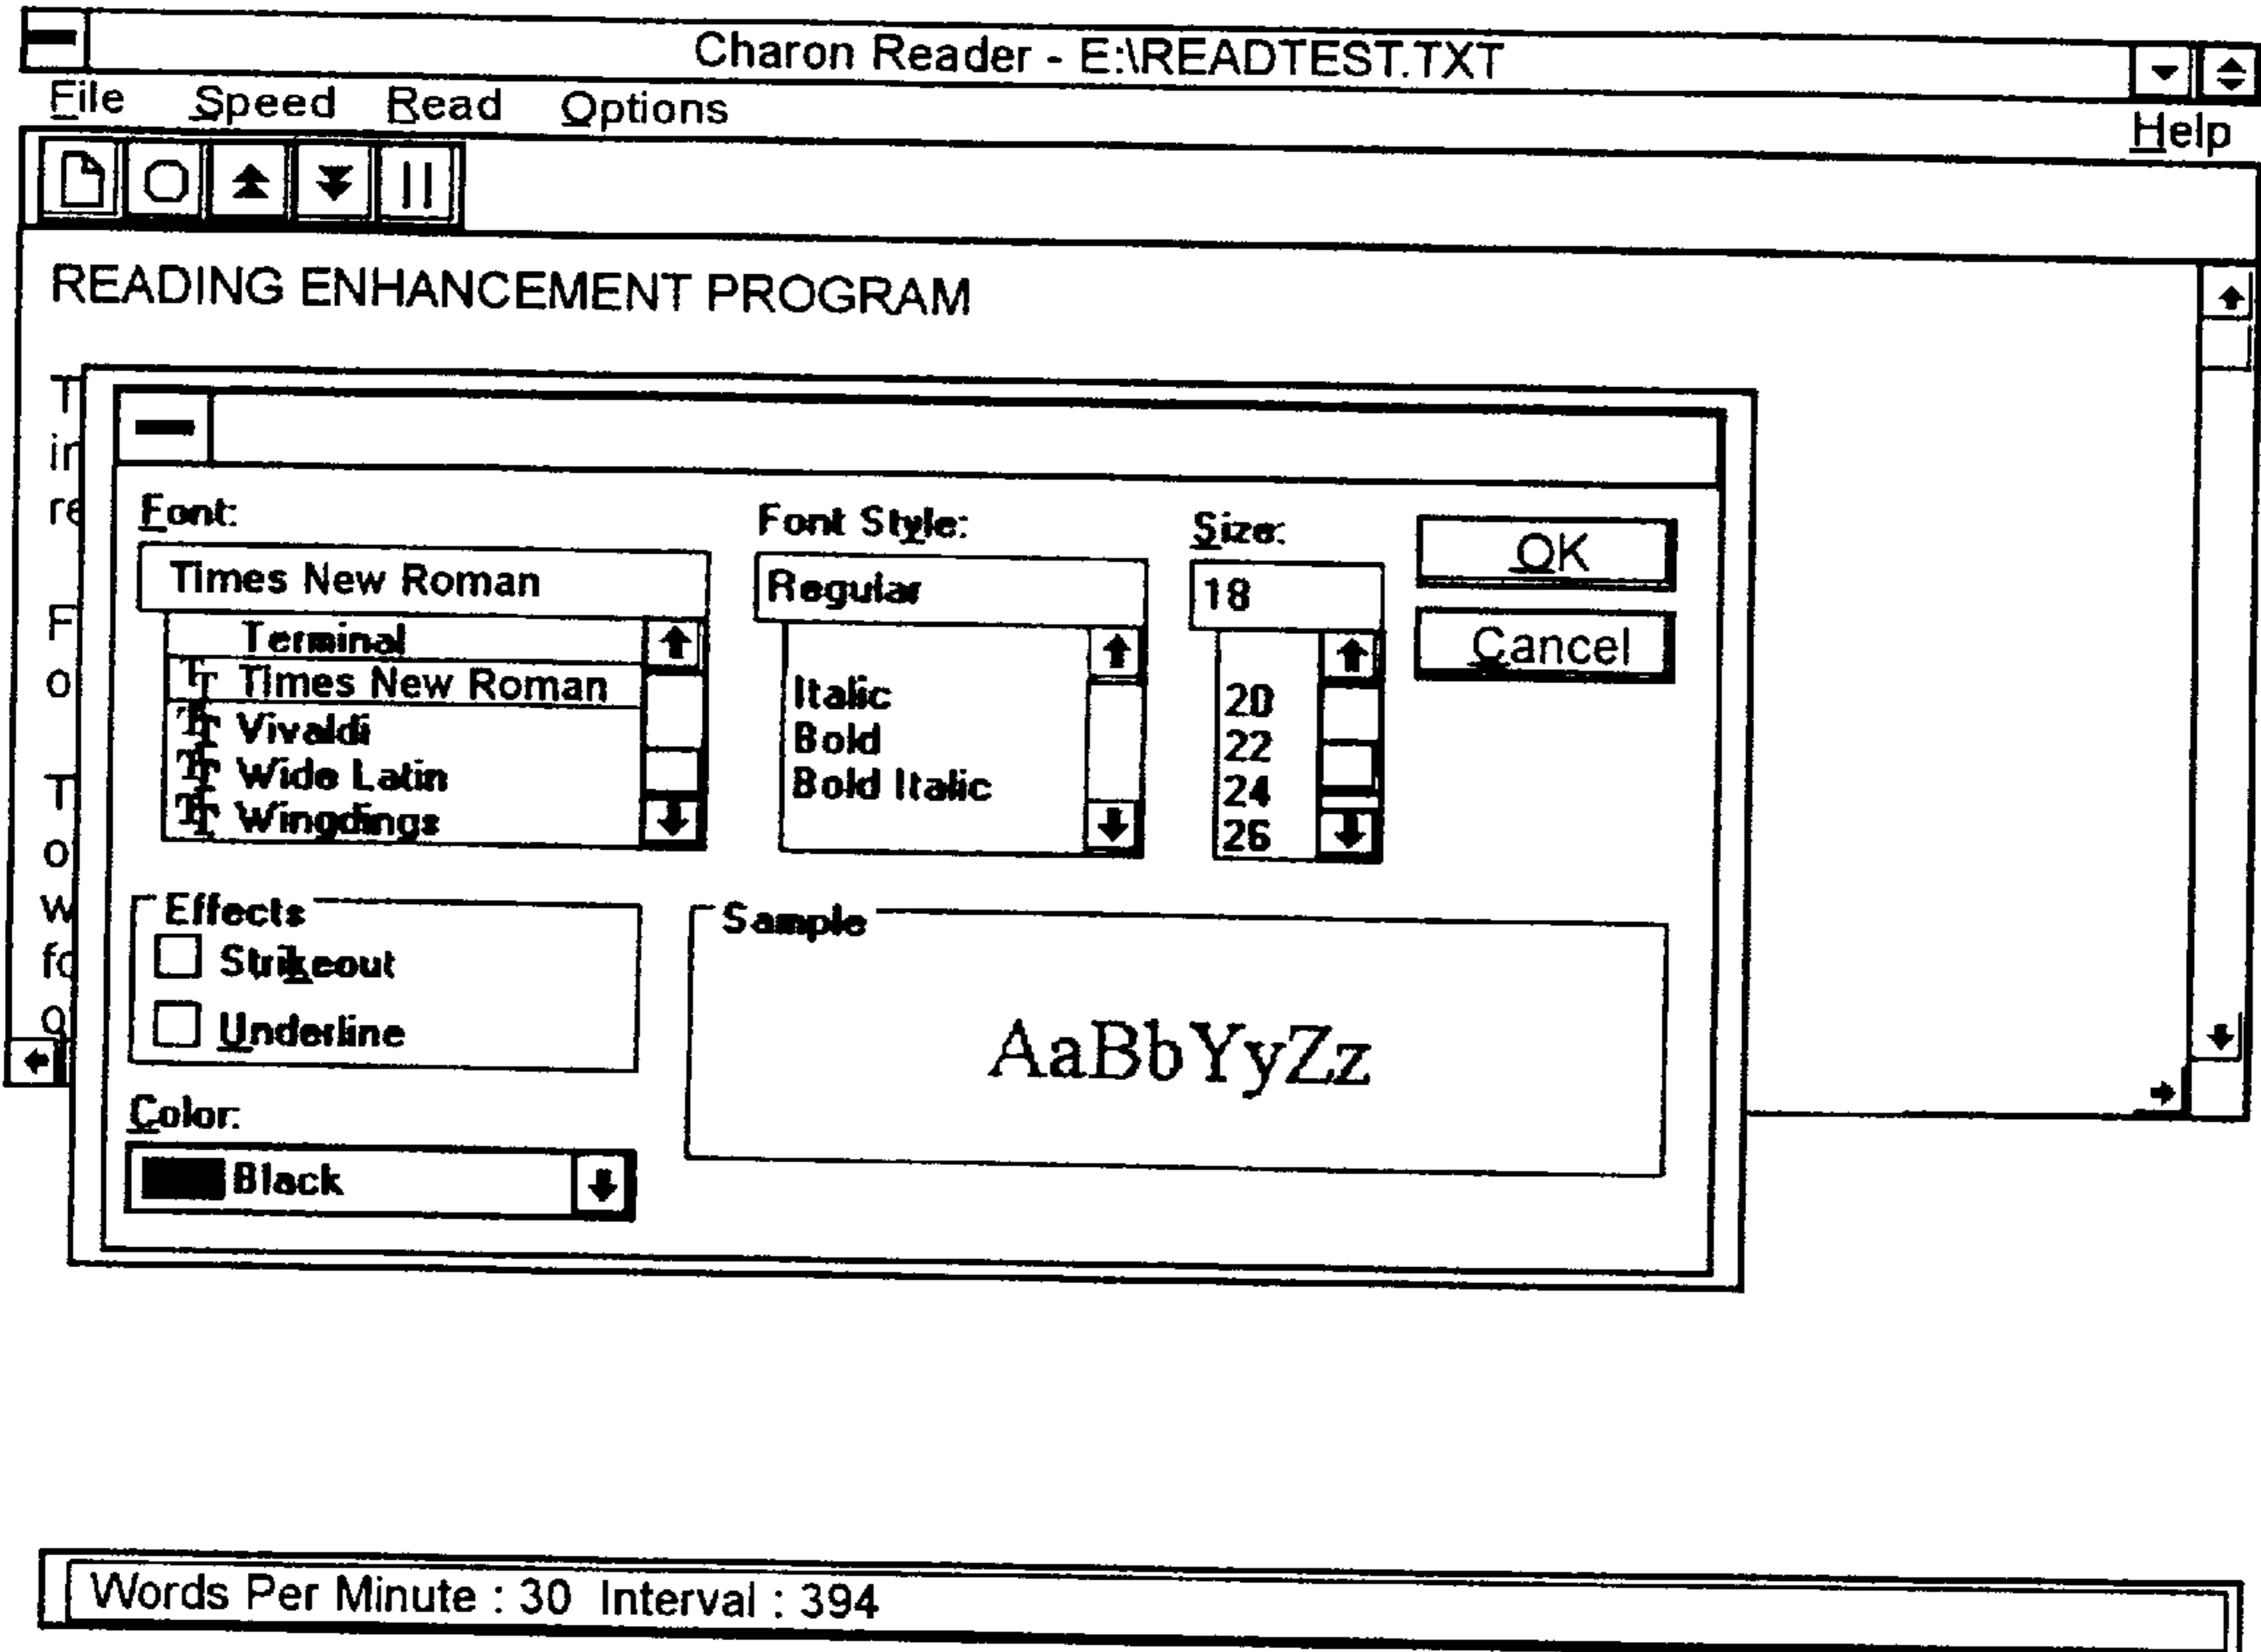 Charon Reader - E:\READTEST.TXT
File Speed Read Options Help
READING ENHANCEMENT PROGRAM
Font:
Times New Roman
Terminal
Times New Roman
Vivaldi
Wide Latin
Wingdings
Font Style:
Regular
Italic
Bold
Bold Italic
Size:
18
20
22
24
26
OK
Cancel
Effects
Strikeout
Underline
Sample
AaBbYyZz
Color:
Black
Words Per Minute : 30 Interval : 394